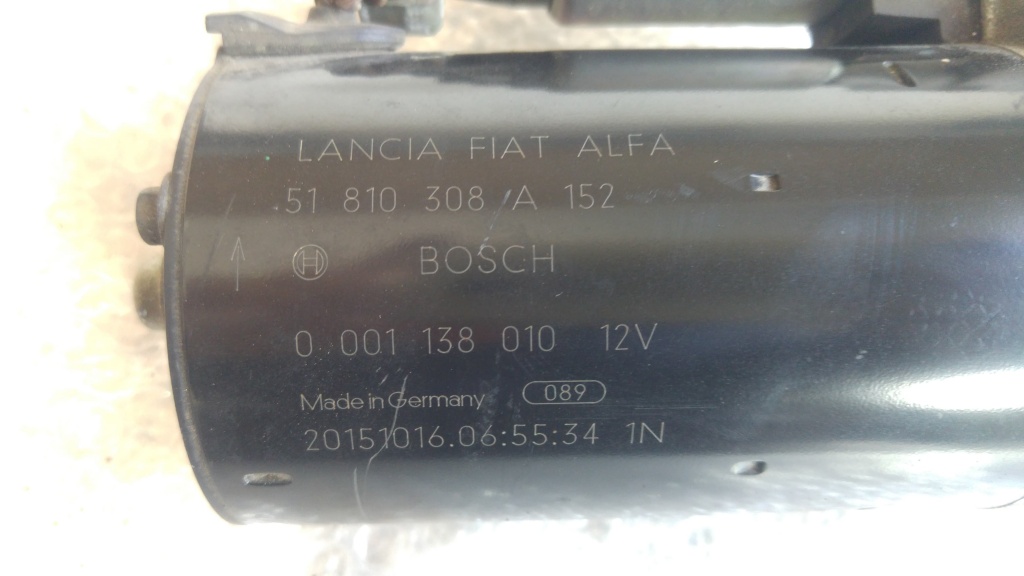 LANCIA FIAT ALFA
51 810 308 A 152
BOSCH
0 001 138 010 12V
Made in Germany 089
20151016.06:55:34 1N